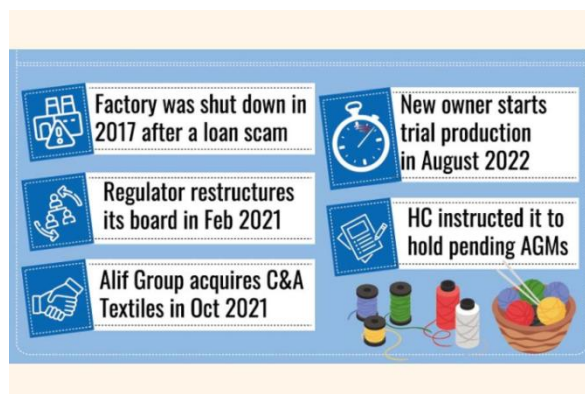 Factory was shut down in
2017 after a loan scam
Regulator restructures
its board in Feb 2021
Alif Group acquires C&A
Textiles in Oct 2021
New owner starts
trial production
in August 2022
HC instructed it to
hold pending AGMs